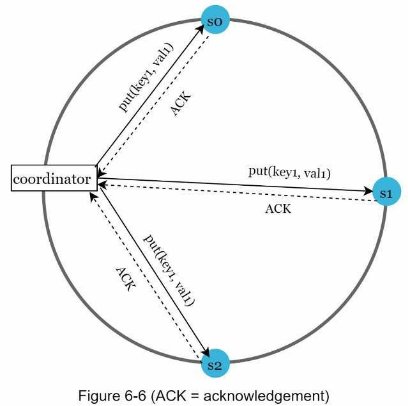 so
put(key1, val1)
ACK
coordinator
put(key1, val1)
s1
ACK
put(key1, val1)
ACK
s2
Figure 6-6 (ACK = acknowledgement)